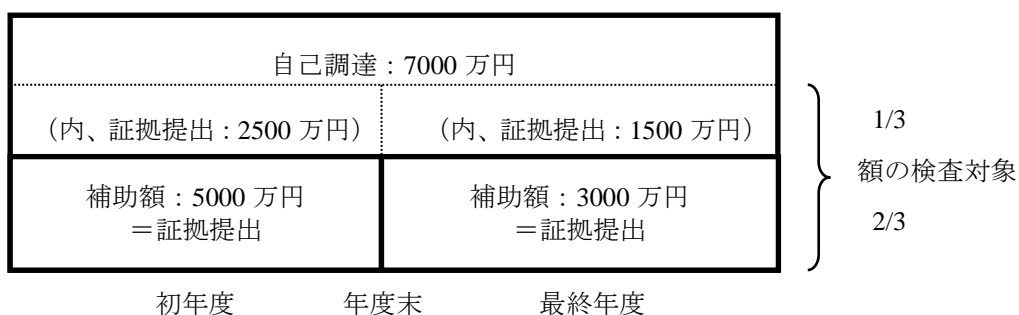 自己調達：7000 万円
（内、証拠提出：2500 万円）　（内、証拠提出：1500 万円）
1/3
額の検査対象
補助額：5000 万円
＝証拠提出
補助額：3000 万円
＝証拠提出
2/3
初年度　年度末　最終年度